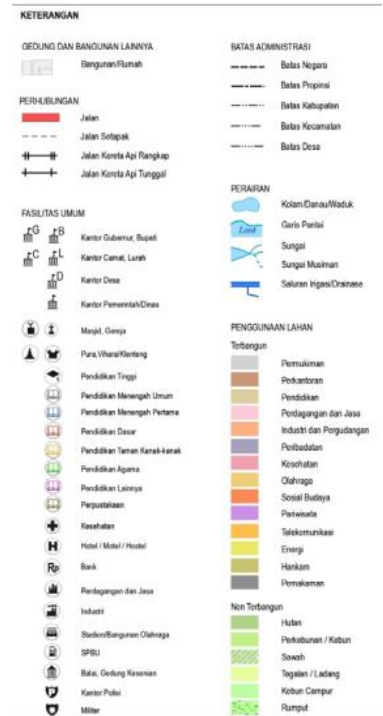 KETERANGAN
GEDUNG DAN BANGUNAN LAINNYA
Bangunan/Rumah
PERHUBUNGAN
Jalan
Jalan Setapak
Jalan Kereta Api Rangkap
Jalan Kereta Api Tunggal
FASILITAS UMUM
G B
Kantor Gubernur, Bupati
C L
Kantor Camat, Lurah
D
Kantor Desa
Kantor Pemerintah/Dinas
Masjid, Gereja
Pura,Vihara/Klenteng
Pendidikan Tinggi
Pendidikan Menengah Umum
Pendidikan Menengah Pertama
Pendidikan Dasar
Pendidikan Taman Kanak-kanak
Pendidikan Agama
Pendidikan Lainnya
Perpustakaan
Kesehatan
H Hotel / Motel / Hostel
Rp Bank
Perdagangan dan Jasa
Industri
Stadion/Bangunan Olahraga
SPBU
Balai, Gedung Kesenian
Kantor Polisi
Militer
BATAS ADMINISTRASI
Batas Negara
Batas Propinsi
Batas Kabupaten
Batas Kecamatan
Batas Desa
PERAIRAN
Kolam/Danau/Waduk
Laut
Garis Pantai
Sungai
Sungai Musiman
Saluran Irigasi/Drainase
PENGGUNAAN LAHAN
Terbangun
Permukiman
Perkantoran
Pendidikan
Perdagangan dan Jasa
Industri dan Pergudangan
Peribadatan
Kesehatan
Olahraga
Sosial Budaya
Pariwisata
Telekomunikasi
Energi
Hankam
Pemakaman
Non Terbangun
Hutan
Perkebunan / Kebun
Sawah
Tegalan / Ladang
Kebun Campur
Rumput